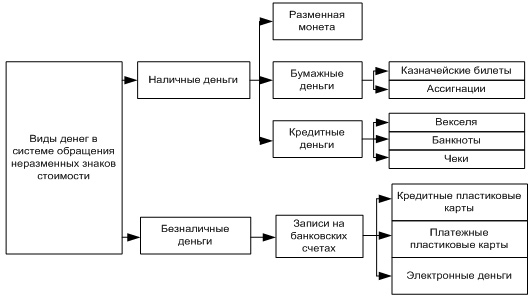 Виды денег в
системе обращения
неразменных знаков
стоимости
Наличные деньги
Разменная
монета
Бумажные
деньги
Казначейские билеты
Ассигнации
Кредитные
деньги
Векселя
Банкноты
Чеки
Безналичные
деньги
Записи на
банковских
счетах
Кредитные пластиковые
карты
Платежные
пластиковые карты
Электронные деньги